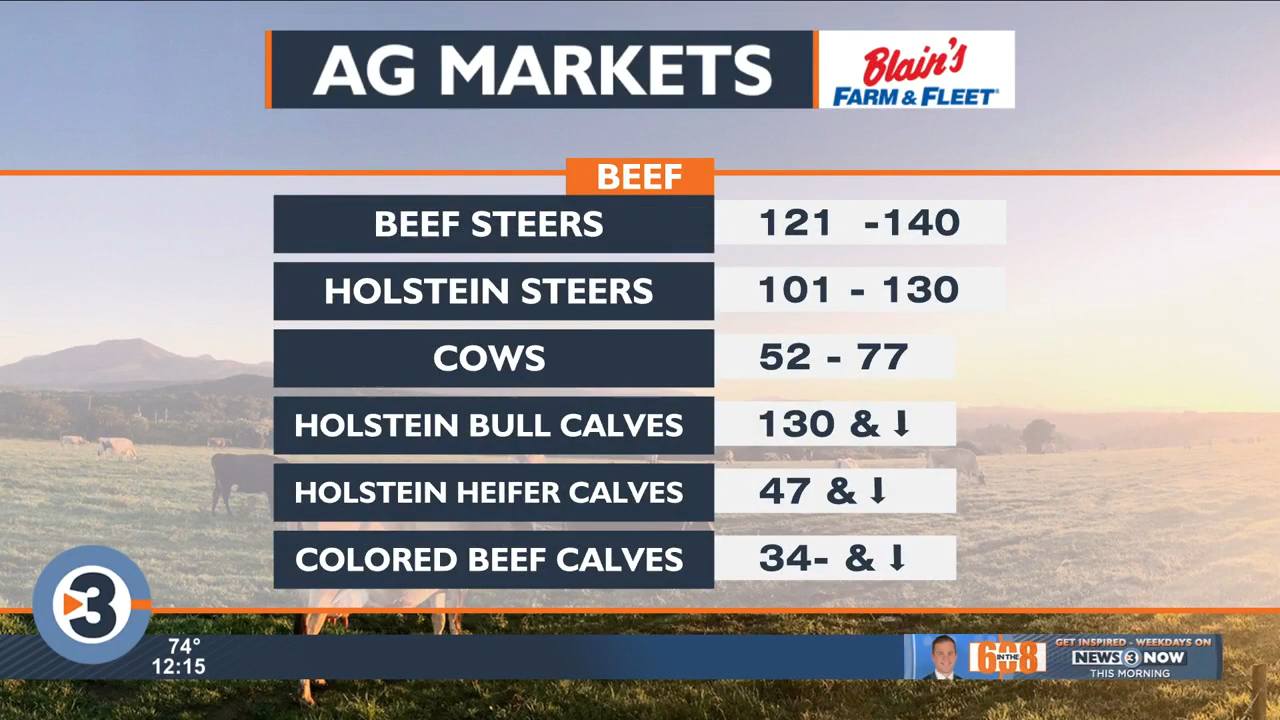 AG MARKETS
Blain's
FARM & FLEET
BEEF
BEEF STEERS 121 -140
HOLSTEIN STEERS 101 - 130
COWS 52 - 77
HOLSTEIN BULL CALVES 130 & ⬇
HOLSTEIN HEIFER CALVES 47 & ⬇
COLORED BEEF CALVES 34- & ⬇
3
74°
12:15
608
IN THE
GET INSPIRED - WEEKDAYS ON
NEWS 3 NOW
THIS MORNING